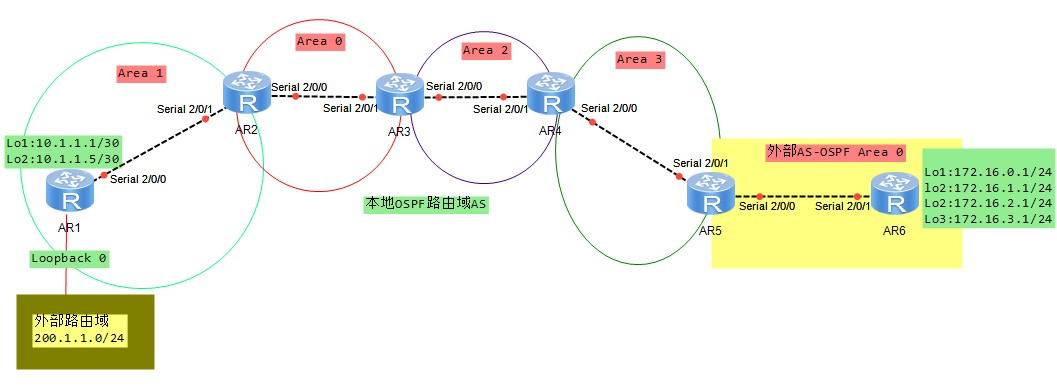 Area 1
Area 0
Area 2
Area 3
Serial 2/0/0
Serial 2/0/1
AR2
Serial 2/0/1
Serial 2/0/0
AR3
Serial 2/0/1
Serial 2/0/0
AR4
Lo1:10.1.1.1/30
Lo2:10.1.1.5/30
Serial 2/0/0
R
R
R
R
R
R
AR1
Loopback 0
外部路由域
200.1.1.0/24
本地OSPF路由域AS
外部AS-OSPF Area 0
Serial 2/0/1
Serial 2/0/0
AR5
Serial 2/0/1
AR6
Lo1:172.16.0.1/24
lo2:172.16.1.1/24
Lo2:172.16.2.1/24
Lo3:172.16.3.1/24